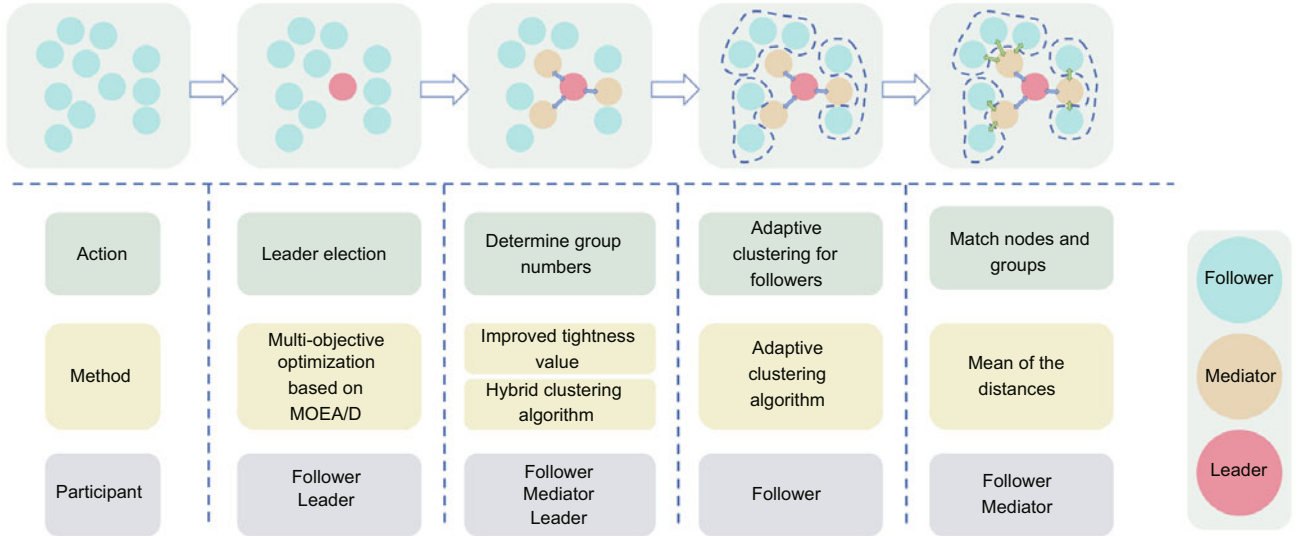 Action
Leader election
Determine group
numbers
Adaptive
clustering for
followers
Match nodes and
groups
Method
Multi-objective
optimization
based on
MOEA/D
Improved tightness
value
Hybrid clustering
algorithm
Adaptive
clustering
algorithm
Mean of the
distances
Participant
Follower
Leader
Follower
Mediator
Leader
Follower
Follower
Mediator
Follower
Mediator
Leader